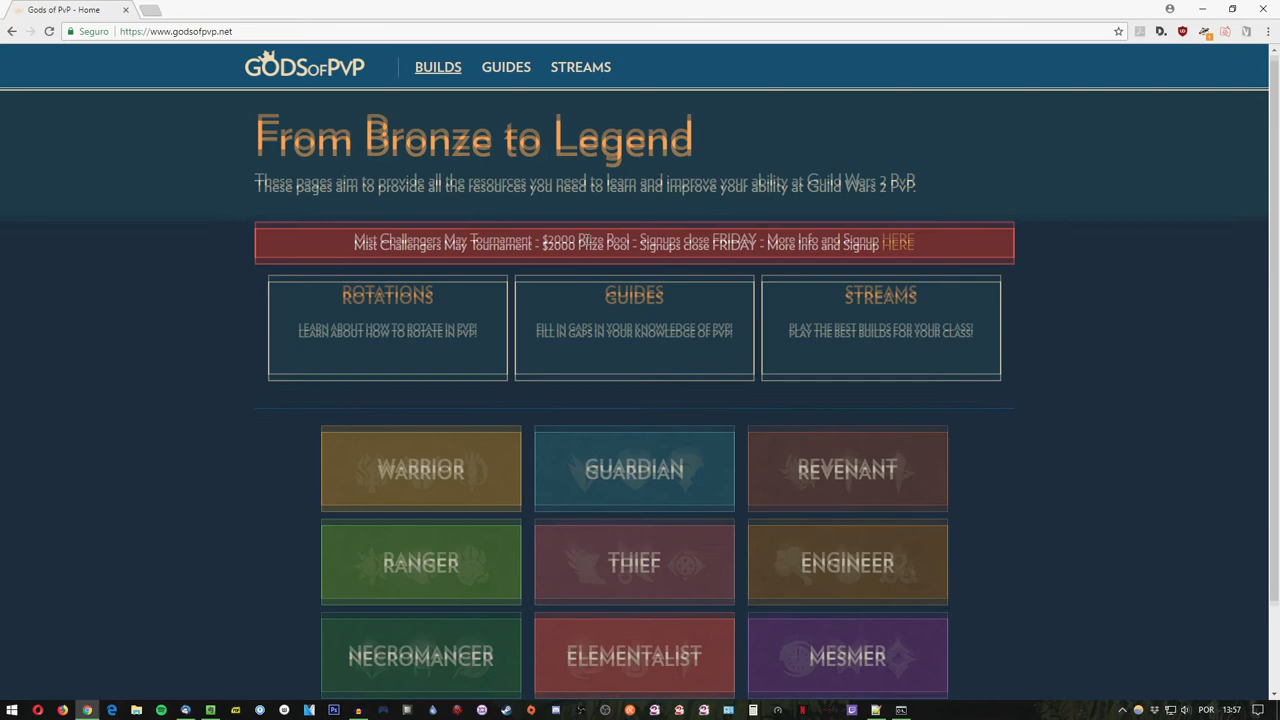 Gods of PvP - Home
Seguro https://www.godsofpvp.net
GODSOFPVP BUILDS GUIDES STREAMS
From Bronze to Legend
These pages aim to provide all the resources you need to learn and improve your ability at Guild Wars 2 PvP.
Mist Challengers May Tournament - $2000 Prize Pool - Signups close FRIDAY - More Info and Signup HERE
ROTATIONS GUIDES STREAMS
LEARN ABOUT HOW TO ROTATE IN PVP! FILL IN GAPS IN YOUR KNOWLEDGE OF PVP! PLAY THE BEST BUILDS FOR YOUR CLASS!
WARRIOR GUARDIAN REVENANT
RANGER THIEF ENGINEER
NECROMANCER ELEMENTALIST MESMER
POR 13:57